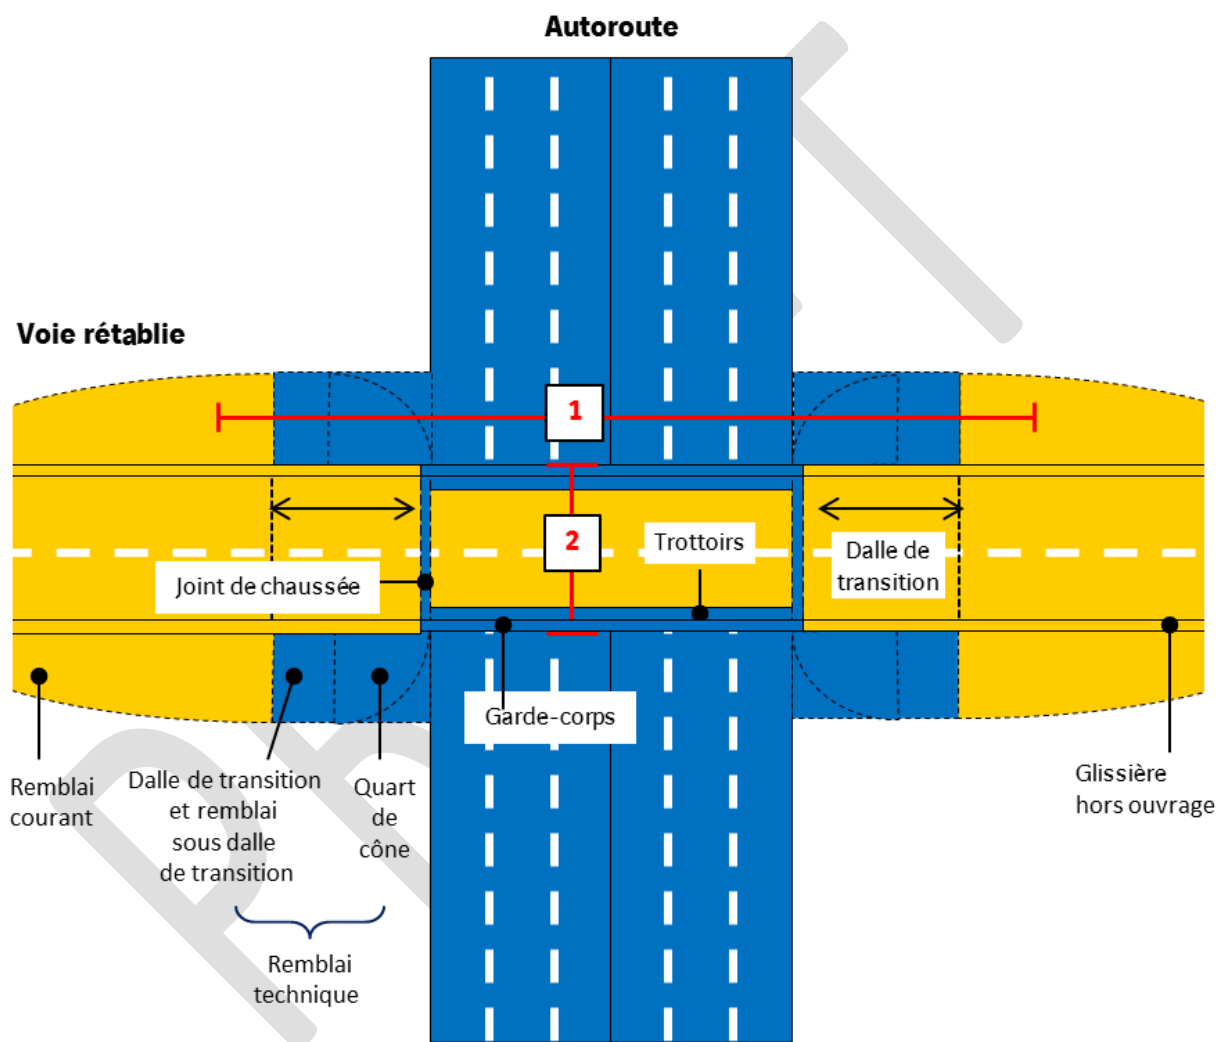 Autoroute
Voie rétablie
1
2
Trottoirs
Joint de chaussée
Dalle de
transition
Garde-corps
Remblai
courant
Dalle de transition
et remblai
sous dalle
de transition
Quart
de
cône
Glissière
hors ouvrage
Remblai
technique